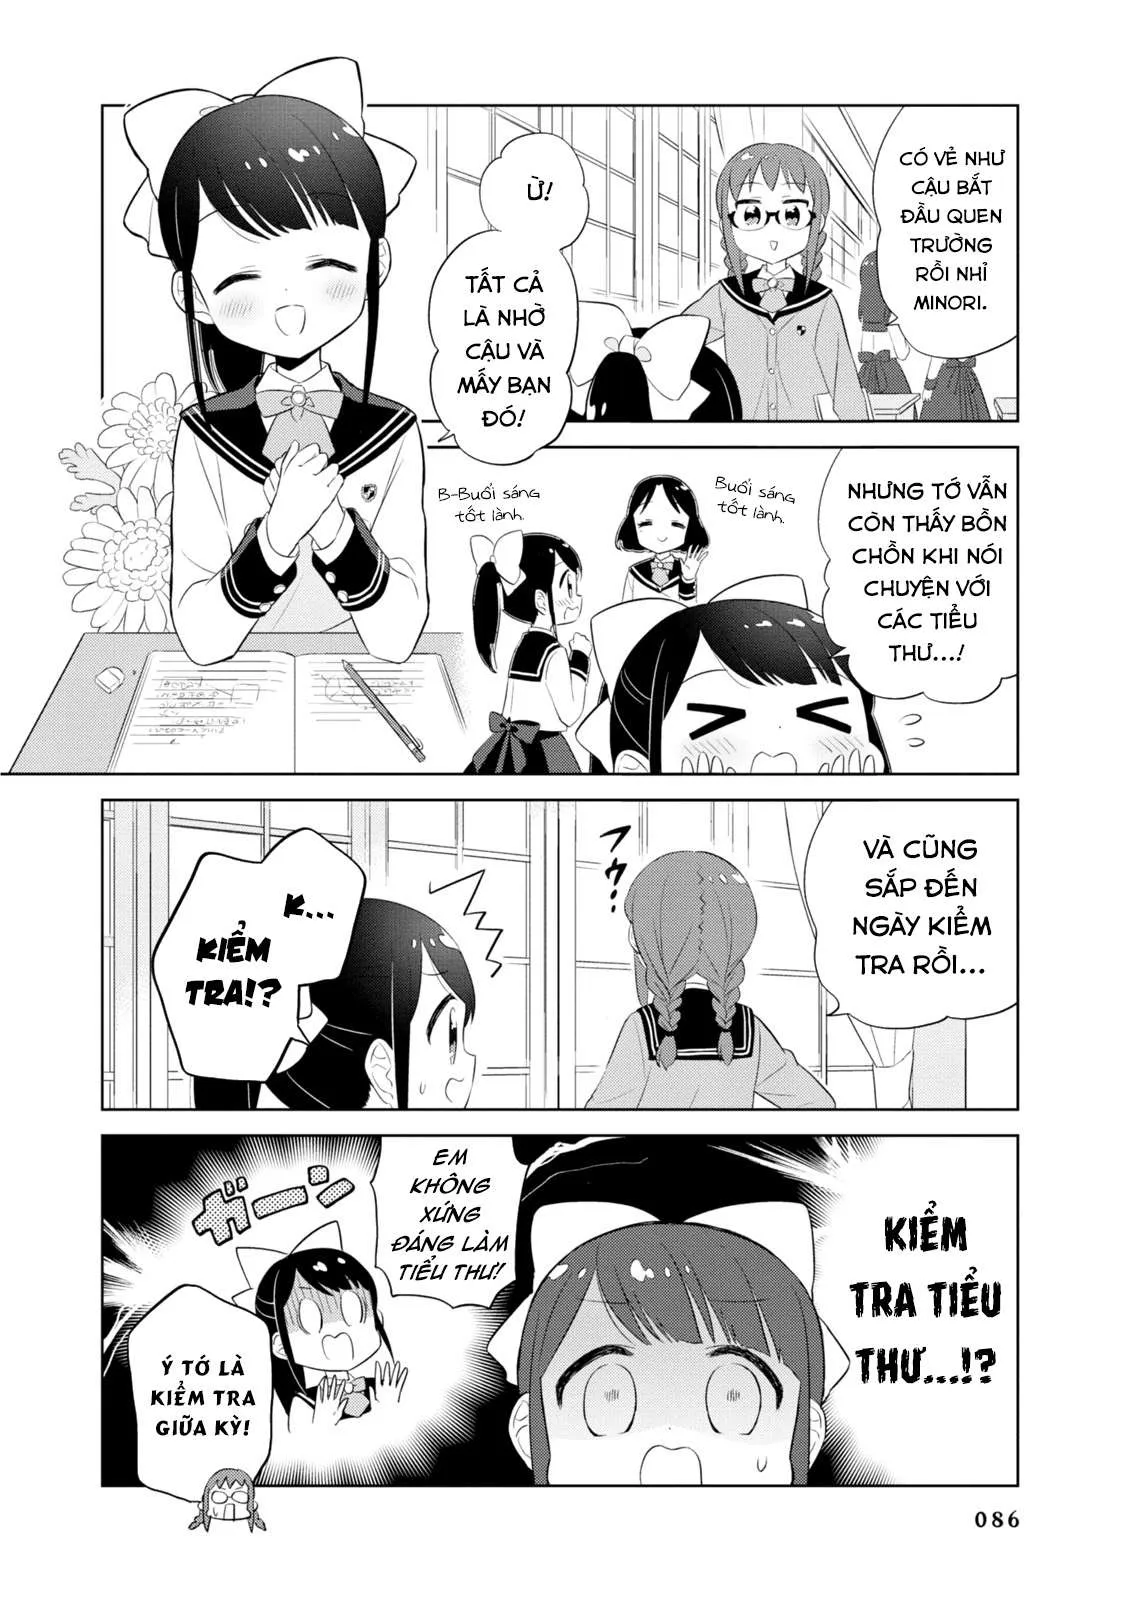 CÓ VẺ NHƯ
CẬU BẮT
ĐẦU QUEN
TRƯỜNG
RỒI NHỈ
MINORI.
Ừ!
TẤT CẢ
LÀ NHỜ
CẬU VÀ
MẤY BẠN
ĐÓ!
NHƯNG TỚ VẪN
CÒN THẤY BỒN
CHỒN KHI NÓI
CHUYỆN VỚI
CÁC TIỂU
THƯ...!
Buổi sáng
tốt lành.
B-Buổi sáng
tốt lành.
VÀ CŨNG
SẮP ĐẾN
NGÀY KIỂM
TRA RỒI...
K...
KIỂM
TRA!?
KIỂM
TRA TIỂU
THƯ...!?
EM
KHÔNG
XỨNG
ĐÁNG LÀM
TIỂU THƯ!
ガーン
Ý TỚ LÀ
KIỂM TRA
GIỮA KỲ!
086